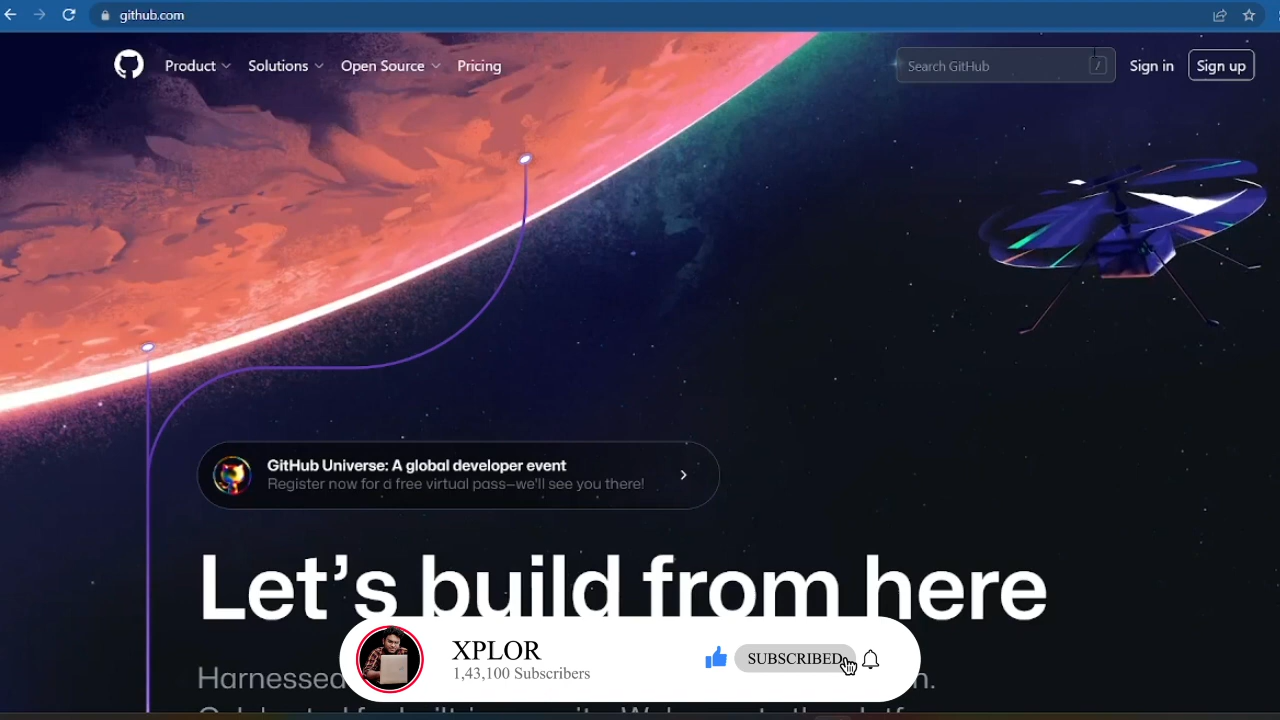 github.com
Product Solutions Open Source Pricing
Search GitHub / Sign in Sign up
GitHub Universe: A global developer event
Register now for a free virtual pass—we'll see you there!
Let's build from here
Harnessed
XPLOR
1,43,100 Subscribers
SUBSCRIBED